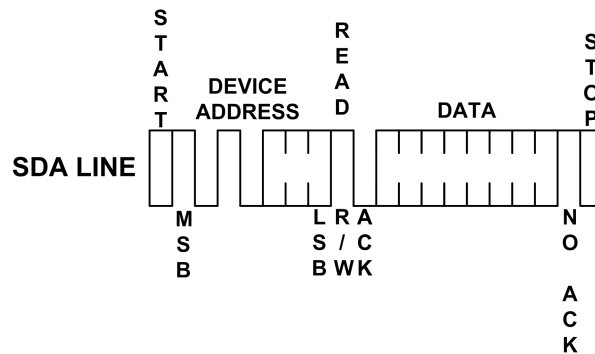 START
DEVICE
ADDRESS
READ
DATA
STOP
SDA LINE
MSB
LSB
R/W
ACK
NO ACK